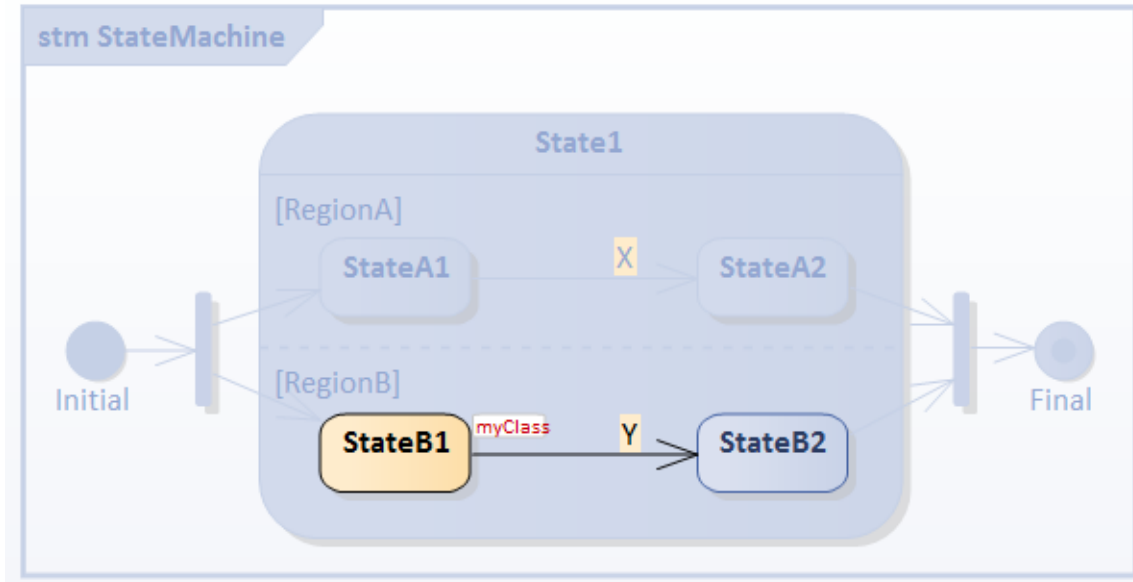 stm StateMachine
State1
[RegionA]
StateA1
X
StateA2
Initial
[RegionB]
Final
StateB1
myClass
Y
StateB2